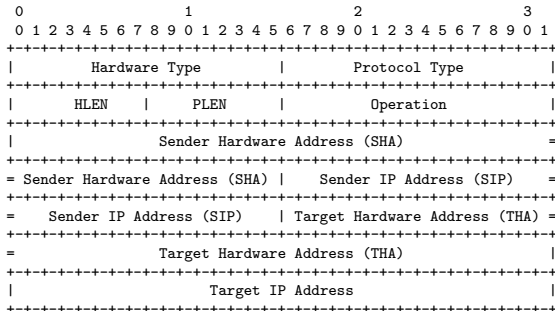 0                   1                   2                   3
 0 1 2 3 4 5 6 7 8 9 0 1 2 3 4 5 6 7 8 9 0 1 2 3 4 5 6 7 8 9 0 1
+-+-+-+-+-+-+-+-+-+-+-+-+-+-+-+-+-+-+-+-+-+-+-+-+-+-+-+-+-+-+-+-+
|         Hardware Type         |        Protocol Type          |
+-+-+-+-+-+-+-+-+-+-+-+-+-+-+-+-+-+-+-+-+-+-+-+-+-+-+-+-+-+-+-+-+
|       HLEN    |     PLEN      |          Operation            |
+-+-+-+-+-+-+-+-+-+-+-+-+-+-+-+-+-+-+-+-+-+-+-+-+-+-+-+-+-+-+-+-+
|                 Sender Hardware Address (SHA)                 =
+-+-+-+-+-+-+-+-+-+-+-+-+-+-+-+-+-+-+-+-+-+-+-+-+-+-+-+-+-+-+-+-+
= Sender Hardware Address (SHA) |    Sender IP Address (SIP)    =
+-+-+-+-+-+-+-+-+-+-+-+-+-+-+-+-+-+-+-+-+-+-+-+-+-+-+-+-+-+-+-+-+
=    Sender IP Address (SIP)    | Target Hardware Address (THA) =
+-+-+-+-+-+-+-+-+-+-+-+-+-+-+-+-+-+-+-+-+-+-+-+-+-+-+-+-+-+-+-+-+
=                 Target Hardware Address (THA)                 |
+-+-+-+-+-+-+-+-+-+-+-+-+-+-+-+-+-+-+-+-+-+-+-+-+-+-+-+-+-+-+-+-+
|                       Target IP Address                       |
+-+-+-+-+-+-+-+-+-+-+-+-+-+-+-+-+-+-+-+-+-+-+-+-+-+-+-+-+-+-+-+-+